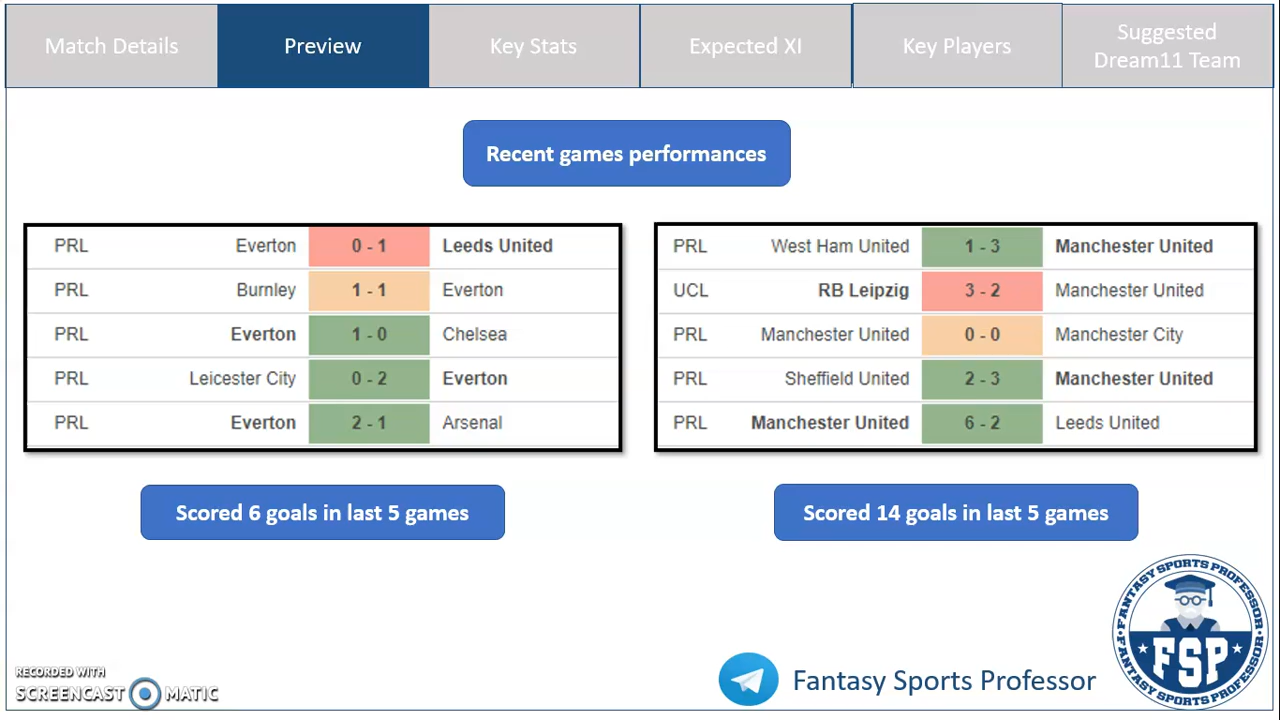 Match Details
Preview
Key Stats
Expected XI
Key Players
Suggested
Dream11 Team
Recent games performances
PRL Everton 0 - 1 Leeds United
PRL Burnley 1 - 1 Everton
PRL Everton 1 - 0 Chelsea
PRL Leicester City 0 - 2 Everton
PRL Everton 2 - 1 Arsenal
PRL West Ham United 1 - 3 Manchester United
UCL RB Leipzig 3 - 2 Manchester United
PRL Manchester United 0 - 0 Manchester City
PRL Sheffield United 2 - 3 Manchester United
PRL Manchester United 6 - 2 Leeds United
Scored 6 goals in last 5 games
Scored 14 goals in last 5 games
RECORDED WITH
SCREENCAST MATIC
Fantasy Sports Professor
FANTASY SPORTS PROFESSOR
FSP
FANTASY SPORTS PROFESSOR